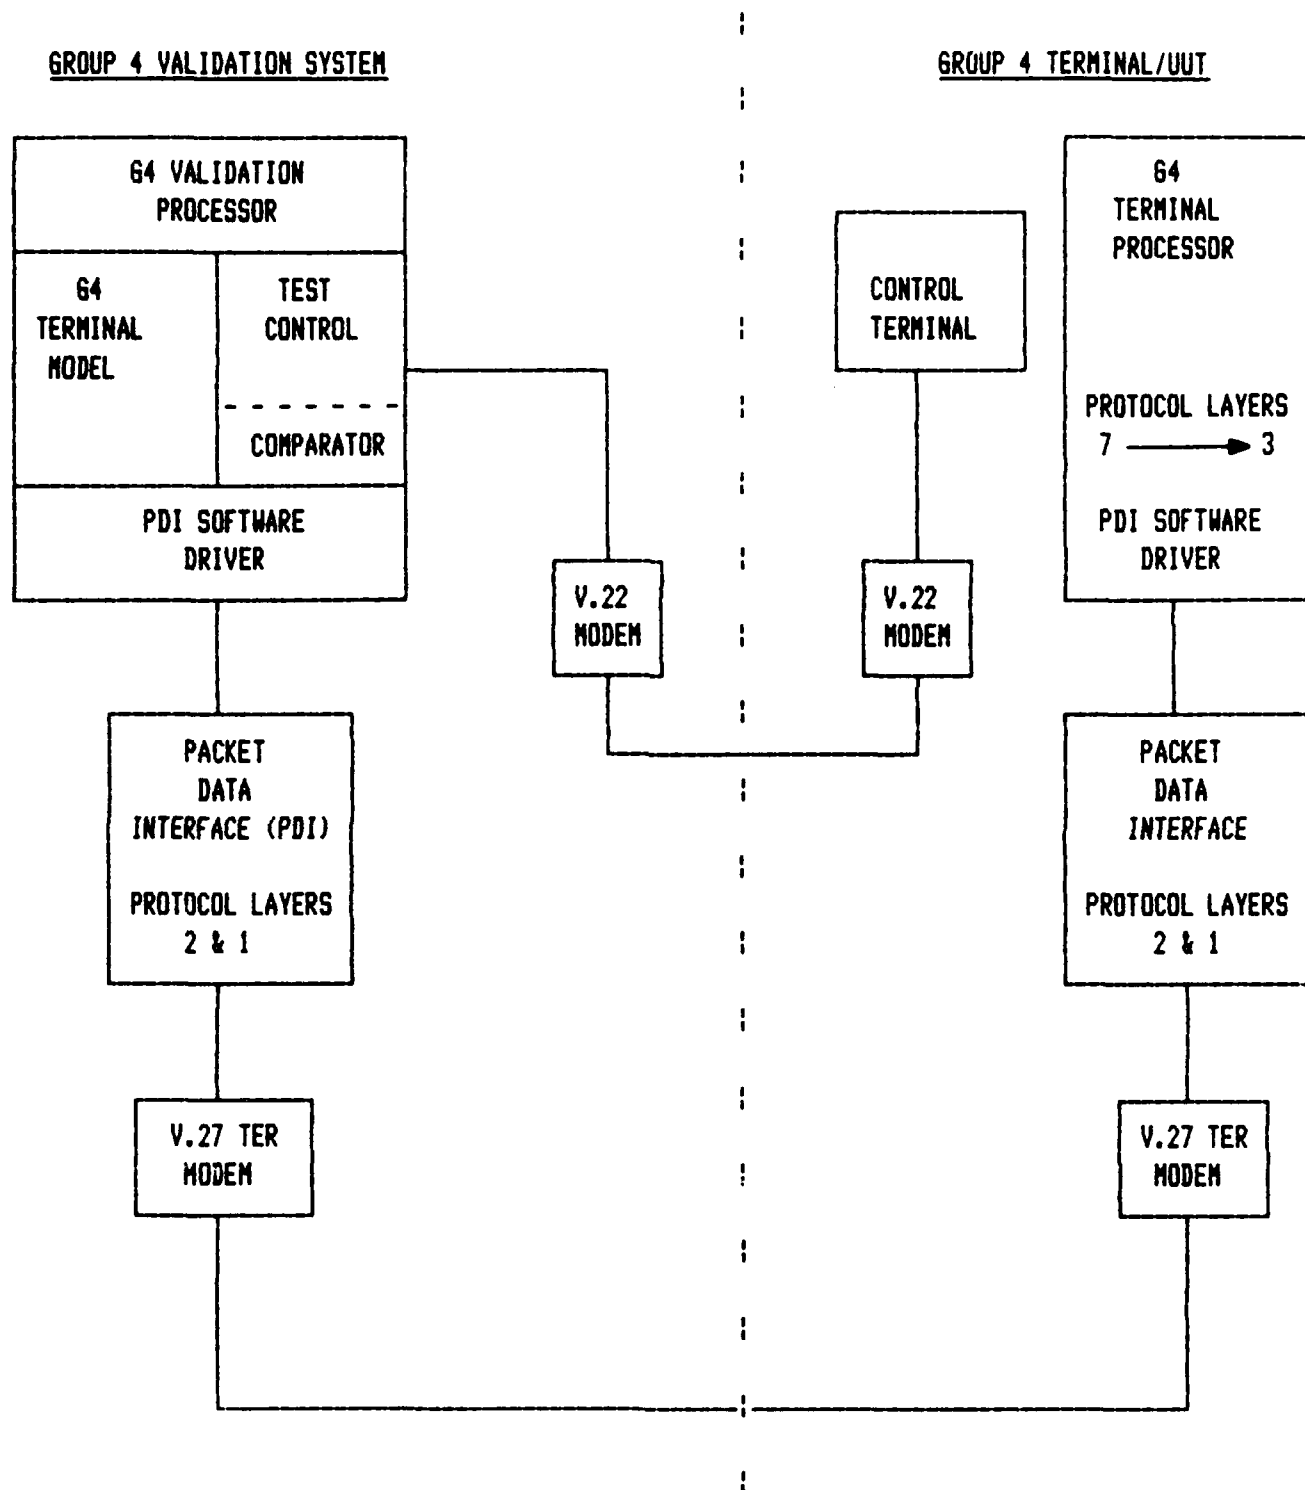 GROUP 4 VALIDATION SYSTEM
G4 VALIDATION
PROCESSOR
G4
TERMINAL
MODEL
TEST
CONTROL
COMPARATOR
PDI SOFTWARE
DRIVER
PACKET
DATA
INTERFACE (PDI)
PROTOCOL LAYERS
2 & 1
V.27 TER
MODEM
V.22
MODEM
GROUP 4 TERMINAL/UUT
CONTROL
TERMINAL
V.22
MODEM
G4
TERMINAL
PROCESSOR
PROTOCOL LAYERS
7 → 3
PDI SOFTWARE
DRIVER
PACKET
DATA
INTERFACE
PROTOCOL LAYERS
2 & 1
V.27 TER
MODEM